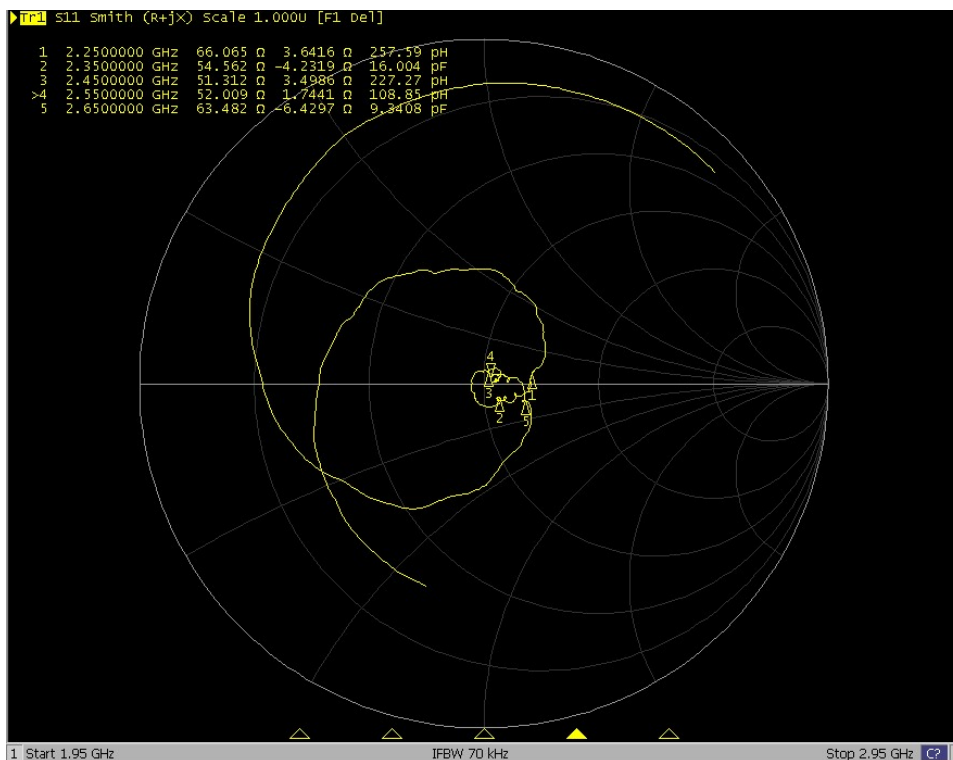 Tr1 S11 Smith (R+jX) Scale 1.000U [F1 Del]
1 2.2500000 GHz 66.065 Ω 3.6416 Ω 257.59 pH
2 2.3500000 GHz 54.562 Ω -4.2319 Ω 16.004 pF
3 2.4500000 GHz 51.312 Ω 3.4986 Ω 227.27 pH
>4 2.5500000 GHz 52.009 Ω 1.7441 Ω 108.85 pH
5 2.6500000 GHz 63.482 Ω -6.4297 Ω 9.3408 pF
4
3
1
2
5
1 Start 1.95 GHz IFBW 70 kHz Stop 2.95 GHz C?